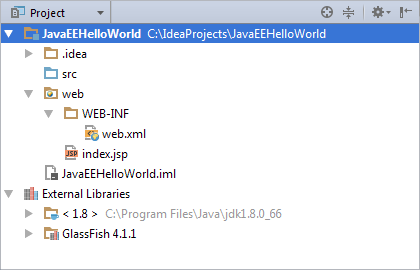 Project
JavaEEHelloWorld C:\IdeaProjects\JavaEEHelloWorld
.idea
src
web
WEB-INF
web.xml
JSP index.jsp
JavaEEHelloWorld.iml
External Libraries
< 1.8 > C:\Program Files\Java\jdk1.8.0_66
GlassFish 4.1.1